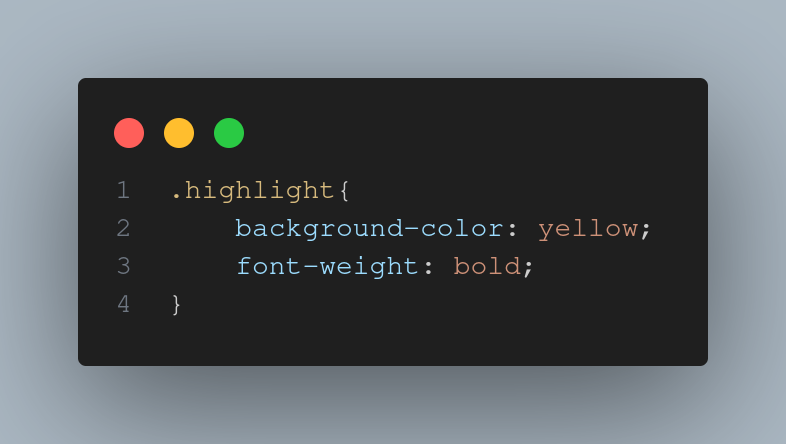 1 .highlight{
2     background-color: yellow;
3     font-weight: bold;
4 }